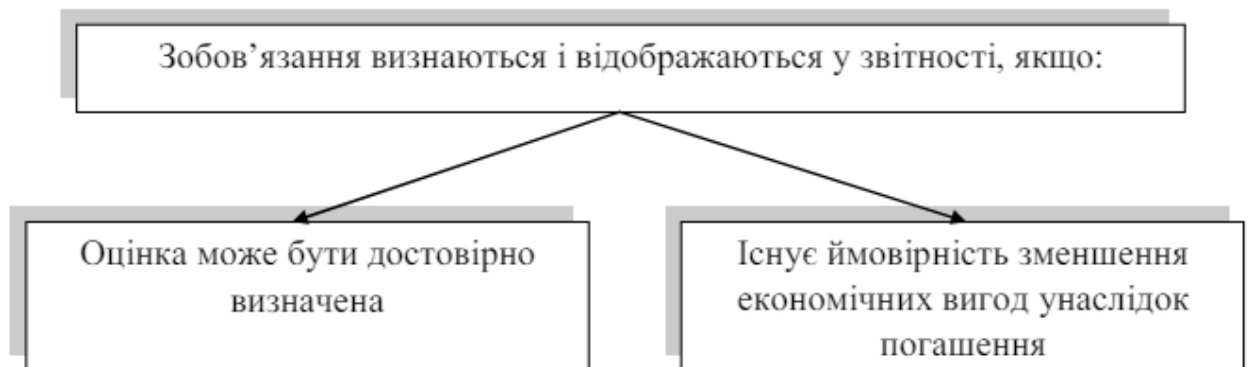 Зобов’язання визнаються і відображаються у звітності, якщо:
Оцінка може бути достовірно
визначена
Існує ймовірність зменшення
економічних вигод унаслідок
погашення